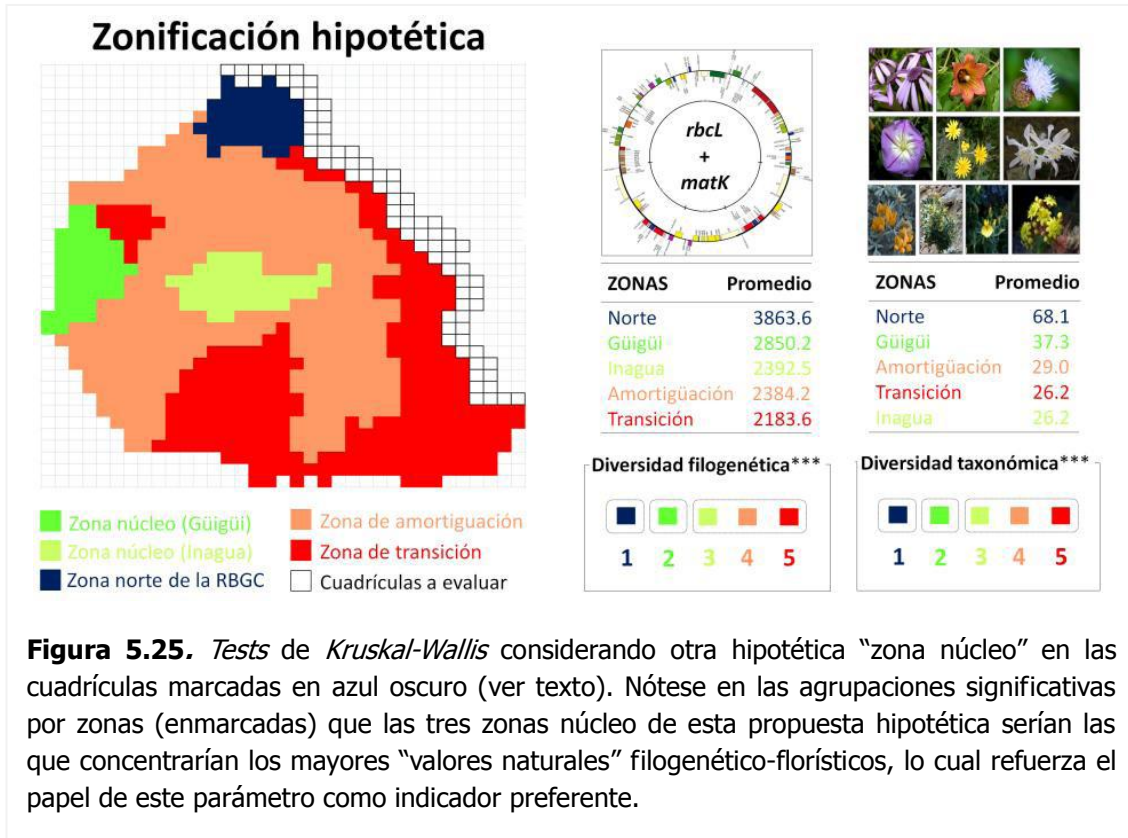 Zonificación hipotética
Zona núcleo (Güigüi)
Zona núcleo (Inagua)
Zona norte de la RBGC
Zona de amortiguación
Zona de transición
Cuadrículas a evaluar
rbcL
+
matK
ZONAS Promedio
Norte 3863.6
Güigüi 2850.2
Inagua 2392.5
Amortigüación 2384.2
Transición 2183.6
Diversidad filogenética***
1 2 3 4 5
ZONAS Promedio
Norte 68.1
Güigüi 37.3
Amortigüación 29.0
Transición 26.2
Inagua 26.2
Diversidad taxonómica***
1 2 3 4 5
Figura 5.25. Tests de Kruskal-Wallis considerando otra hipotética “zona núcleo” en las
cuadrículas marcadas en azul oscuro (ver texto). Nótese en las agrupaciones significativas
por zonas (enmarcadas) que las tres zonas núcleo de esta propuesta hipotética serían las
que concentrarían los mayores “valores naturales” filogenético-florísticos, lo cual refuerza el
papel de este parámetro como indicador preferente.